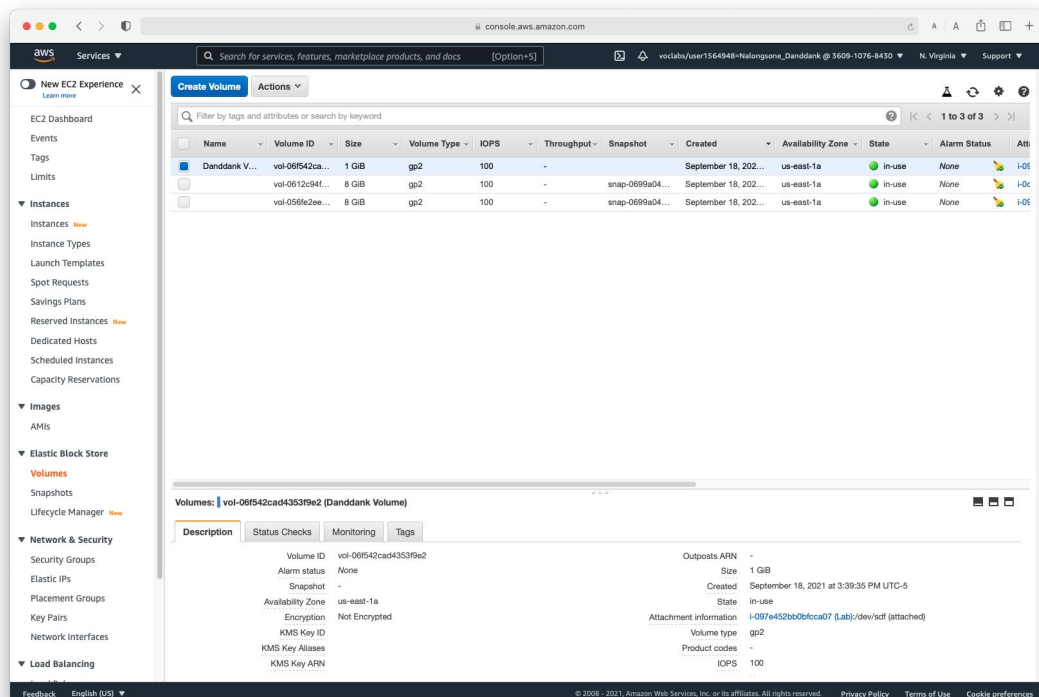 console.aws.amazon.com
A A
aws Services ▼ Search for services, features, marketplace products, and docs [Option+S] voclabs/user1564948=Nalongsone_Danddank @ 3609-1076-8430 ▼ N. Virginia ▼ Support ▼
New EC2 Experience
Learn more
EC2 Dashboard
Events
Tags
Limits
Instances
Instances New
Instance Types
Launch Templates
Spot Requests
Savings Plans
Reserved Instances New
Dedicated Hosts
Scheduled Instances
Capacity Reservations
Images
AMIs
Elastic Block Store
Volumes
Snapshots
Lifecycle Manager New
Network & Security
Security Groups
Elastic IPs
Placement Groups
Key Pairs
Network Interfaces
Load Balancing
Create Volume Actions
Filter by tags and attributes or search by keyword 1 to 3 of 3
Name Volume ID Size Volume Type IOPS Throughput Snapshot Created Availability Zone State Alarm Status Atta
Danddank V... vol-06f542ca... 1 GiB gp2 100 - September 18, 202... us-east-1a in-use None i-09
vol-0612c94f... 8 GiB gp2 100 - snap-0699a04... September 18, 202... us-east-1a in-use None i-0c
vol-056fe2ee... 8 GiB gp2 100 - snap-0699a04... September 18, 202... us-east-1a in-use None i-09
Volumes: vol-06f542cad4353f9e2 (Danddank Volume)
Description Status Checks Monitoring Tags
Volume ID vol-06f542cad4353f9e2
Alarm status None
Snapshot -
Availability Zone us-east-1a
Encryption Not Encrypted
KMS Key ID
KMS Key Aliases
KMS Key ARN
Outposts ARN -
Size 1 GiB
Created September 18, 2021 at 3:39:35 PM UTC-5
State in-use
Attachment information i-097e452bb0bfcca07 (Lab):/dev/sdf (attached)
Volume type gp2
Product codes -
IOPS 100
Feedback English (US) ▼ © 2008 - 2021, Amazon Web Services, Inc. or its affiliates. All rights reserved. Privacy Policy Terms of Use Cookie preferences